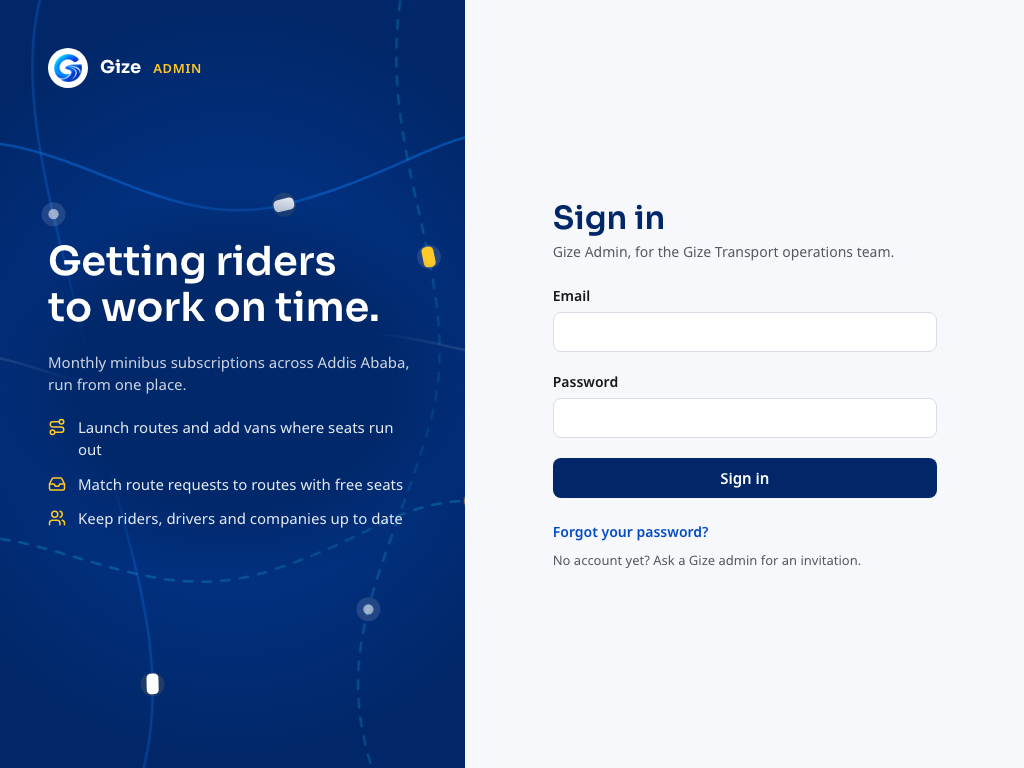 Gize ADMIN
Getting riders
to work on time.
Monthly minibus subscriptions across Addis Ababa,
run from one place.
Launch routes and add vans where seats run
out
Match route requests to routes with free seats
Keep riders, drivers and companies up to date
Sign in
Gize Admin, for the Gize Transport operations team.
Email
Password
Sign in
Forgot your password?
No account yet? Ask a Gize admin for an invitation.